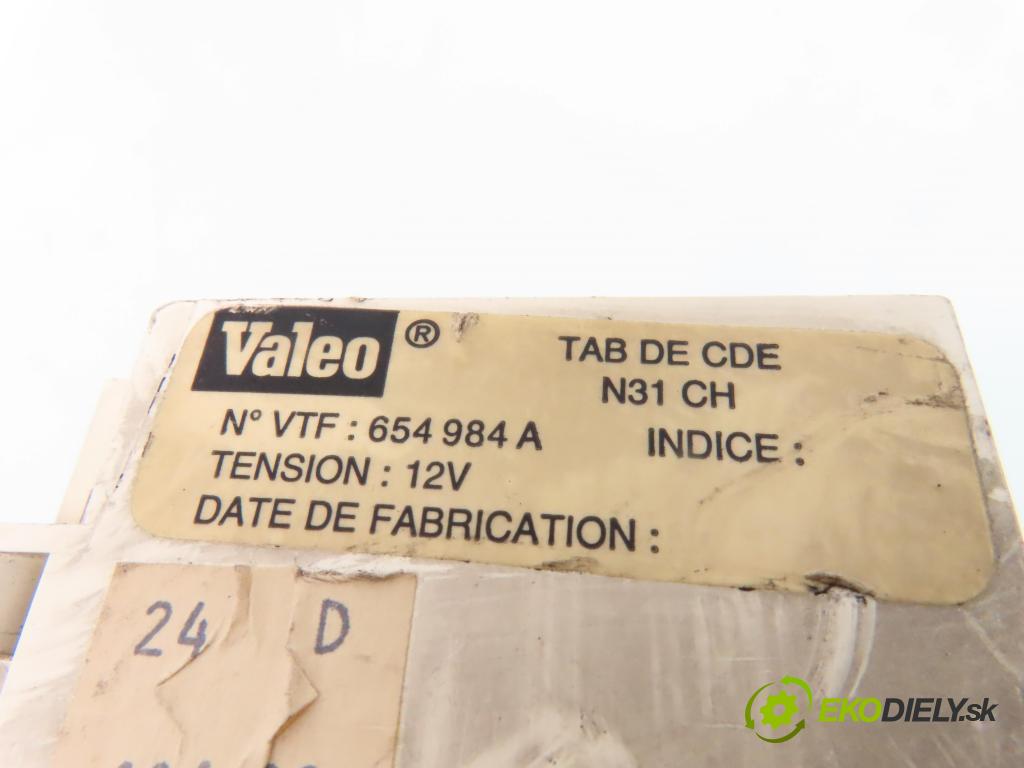 Valeo ®
TAB DE CDE
N31 CH
N° VTF : 654 984 A
INDICE :
TENSION : 12V
DATE DE FABRICATION :
24 D
EKODIELY.sk